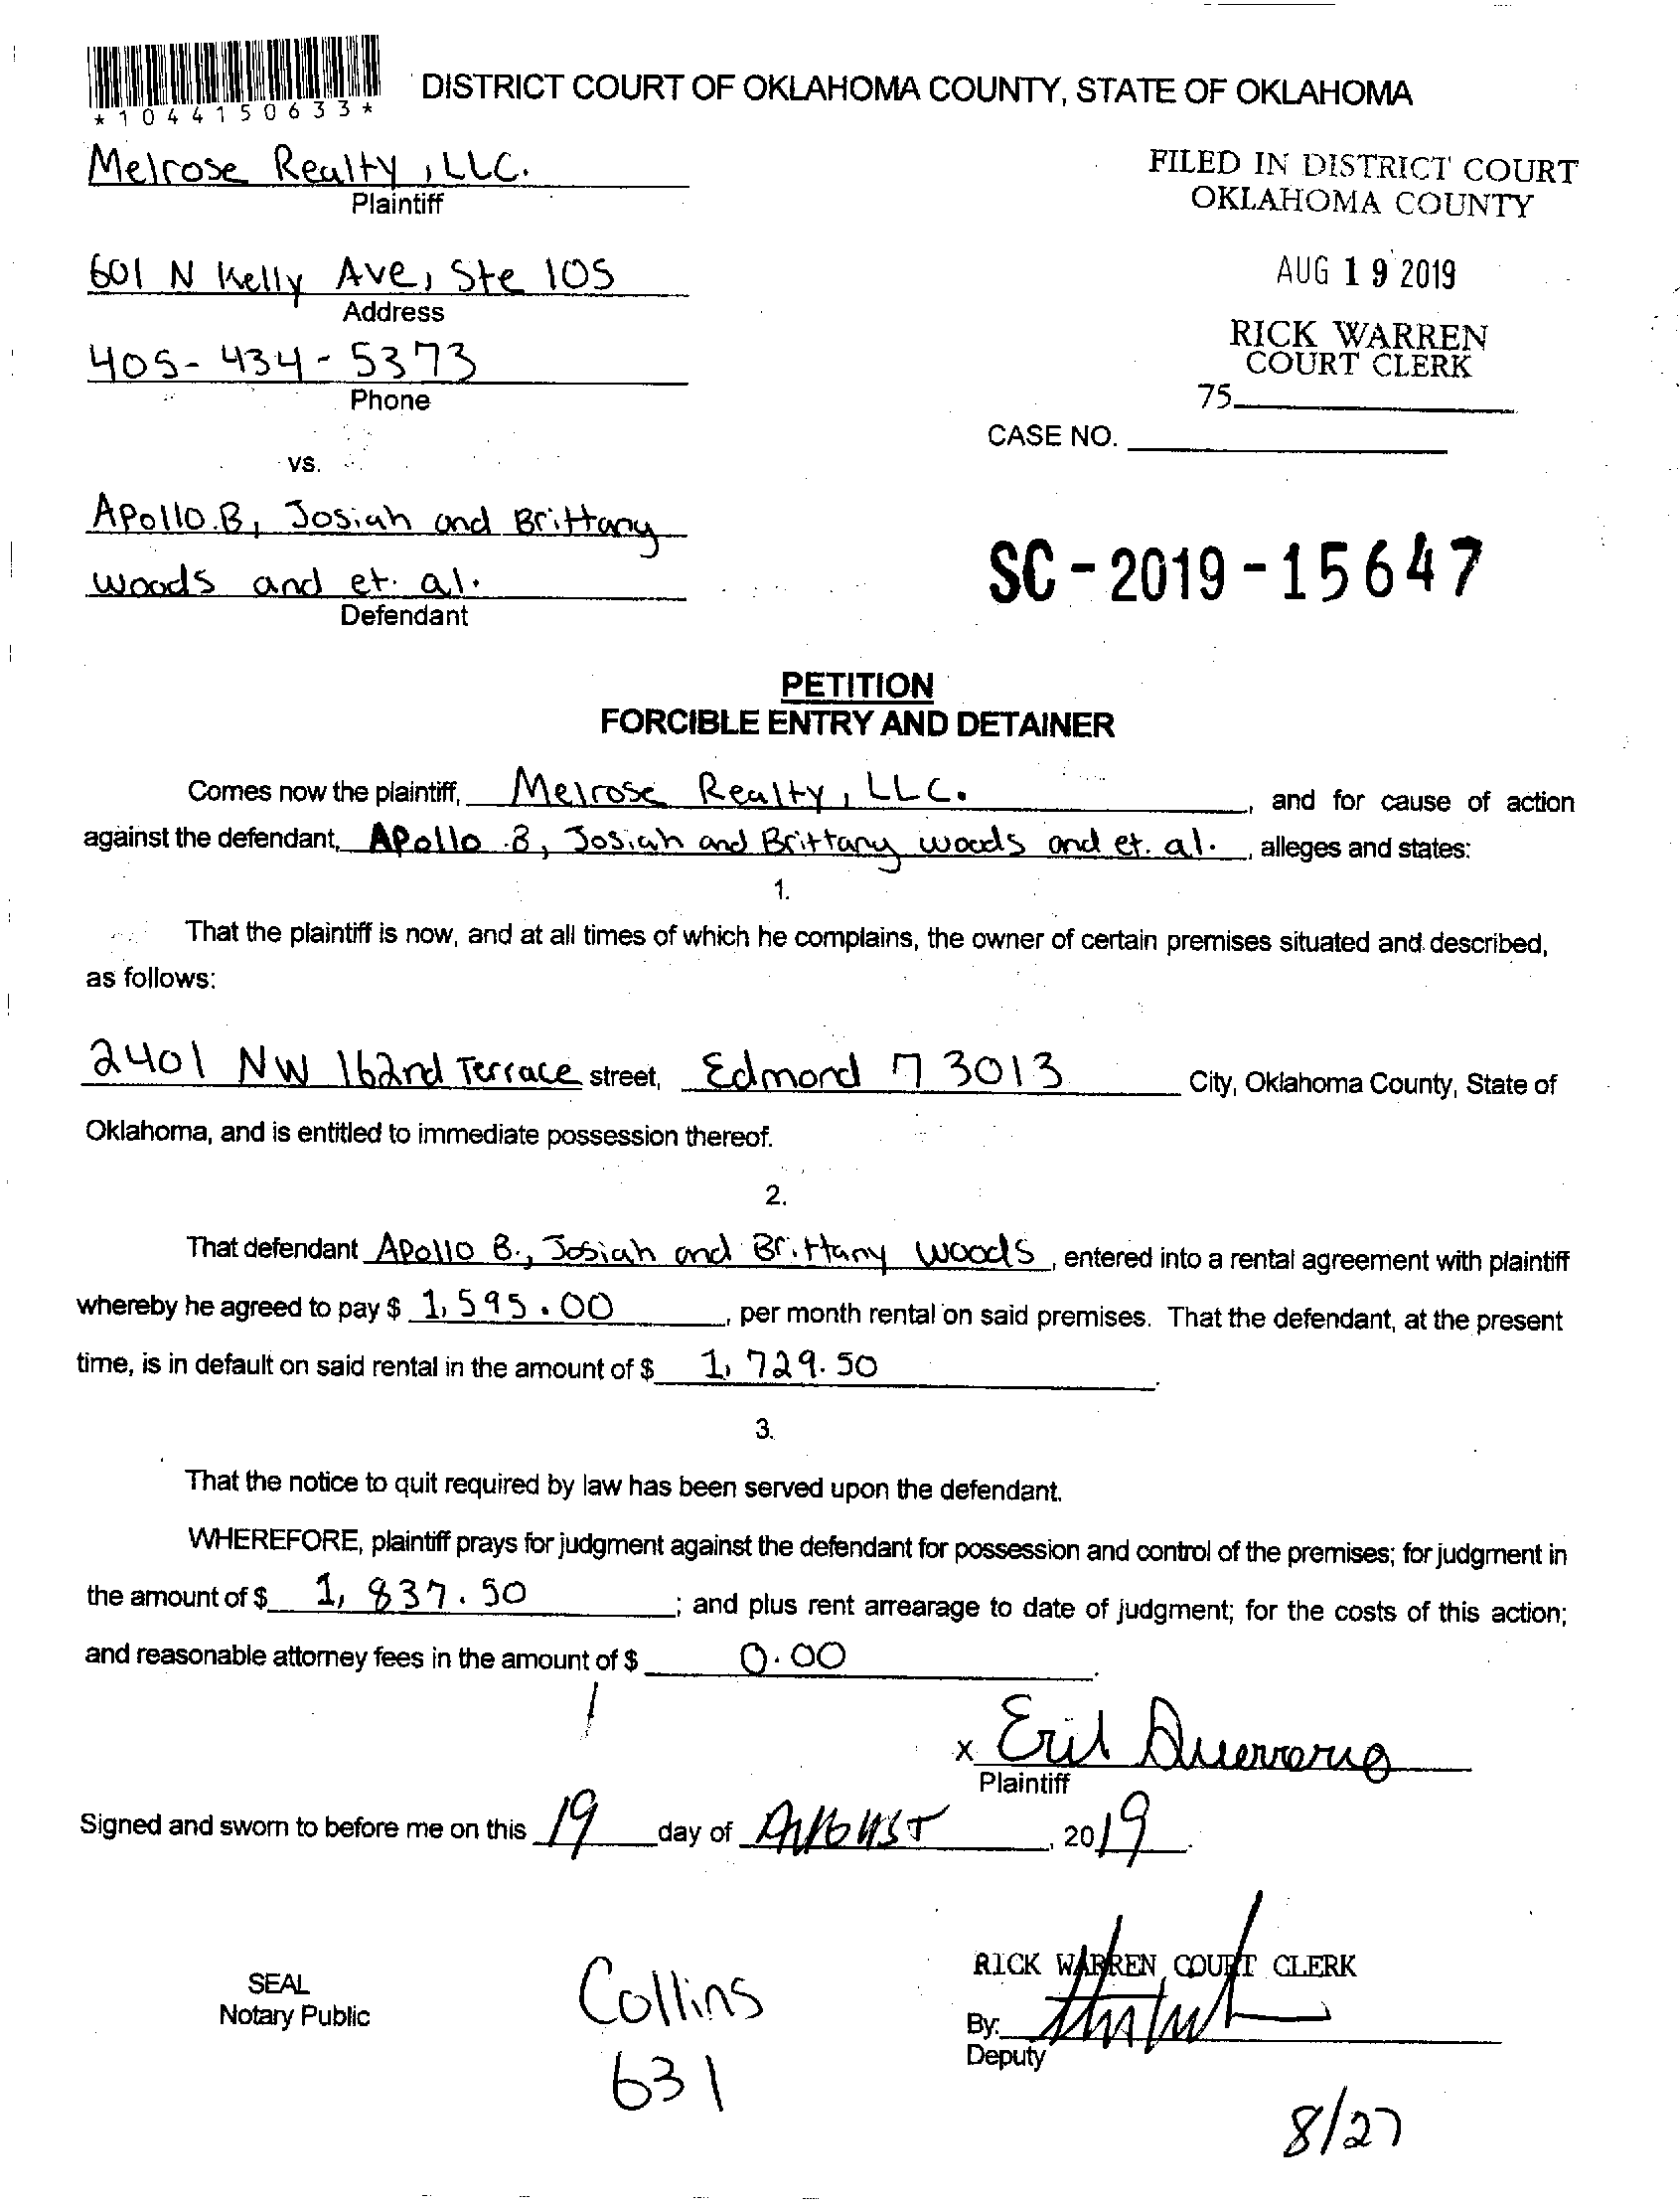 *1044150633*
DISTRICT COURT OF OKLAHOMA COUNTY, STATE OF OKLAHOMA
Melrose Realty, LLC.
Plaintiff
FILED IN DISTRICT COURT
OKLAHOMA COUNTY
601 N Kelly Ave, Ste 105
Address
AUG 19 2019
405-434-5373
Phone
RICK WARREN
COURT CLERK
75
CASE NO.
vs.
Apollo.B, Josiah and Brittany
woods and et. al.
Defendant
SC-2019-15647
PETITION
FORCIBLE ENTRY AND DETAINER
Comes now the plaintiff, Melrose Realty, LLC. , and for cause of action
against the defendant, Apollo .B, Josiah and Brittany woods and et. al. , alleges and states:
1.
That the plaintiff is now, and at all times of which he complains, the owner of certain premises situated and described,
as follows:
2401 NW 162nd Terrace street, Edmond 73013 City, Oklahoma County, State of
Oklahoma, and is entitled to immediate possession thereof.
2.
That defendant Apollo B., Josiah and Brittany Woods , entered into a rental agreement with plaintiff
whereby he agreed to pay $ 1,595.00 , per month rental on said premises. That the defendant, at the present
time, is in default on said rental in the amount of $ 1,729.50 .
3.
That the notice to quit required by law has been served upon the defendant.
WHEREFORE, plaintiff prays for judgment against the defendant for possession and control of the premises; for judgment in
the amount of $ 1,837.50 ; and plus rent arrearage to date of judgment; for the costs of this action;
and reasonable attorney fees in the amount of $ 0.00 .
x
Plaintiff
Signed and sworn to before me on this 19 day of August , 2019.
SEAL
Notary Public
Collins
631
RICK WARREN COURT CLERK
By:
Deputy
8/27